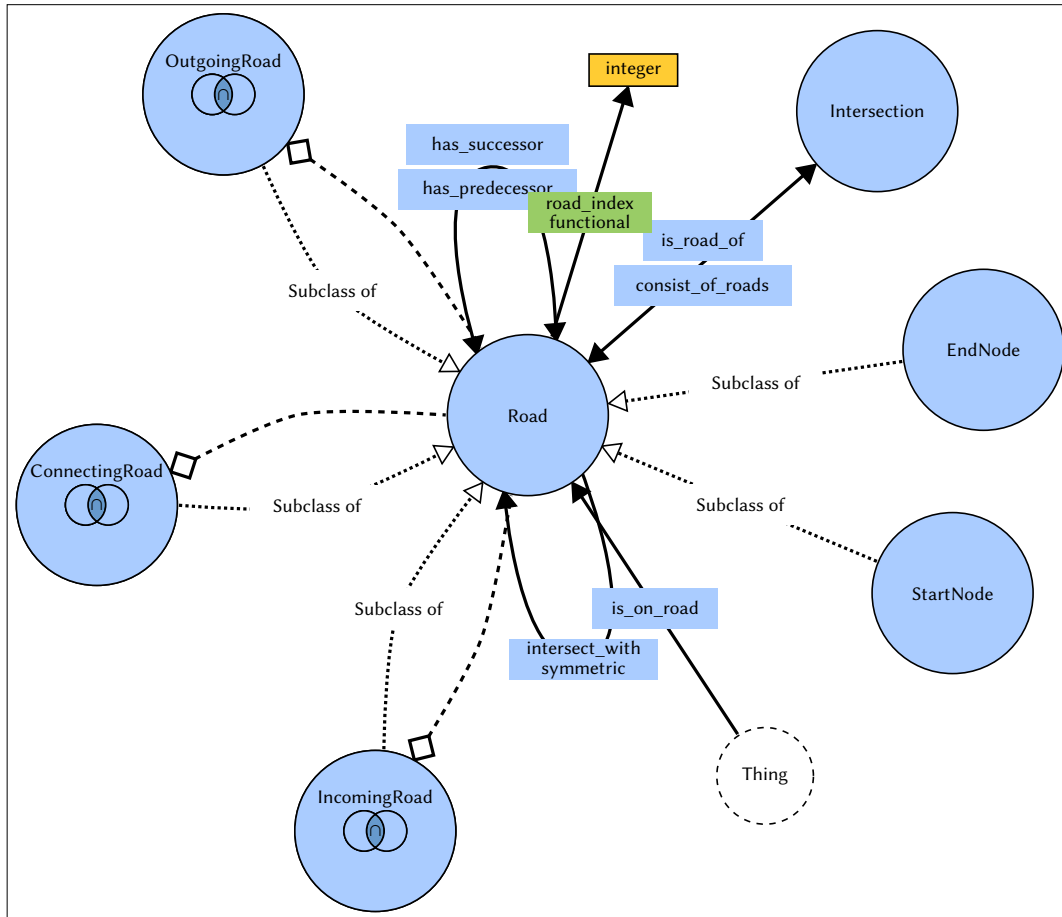 OutgoingRoad
∩
integer
Intersection
has_successor
has_predecessor
road_index
functional
is_road_of
consist_of_roads
Subclass of
EndNode
Subclass of
Road
ConnectingRoad
∩
Subclass of
Subclass of
StartNode
Subclass of
is_on_road
intersect_with
symmetric
Thing
IncomingRoad
∩